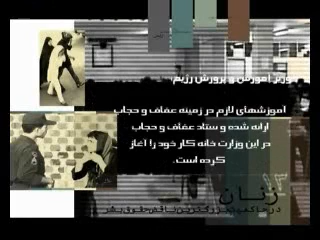 وزیر آموزش و پرورش رژیم:
آموزشهای لازم در زمینه عفاف و حجاب
ارائه شده و ستاد عفاف و حجاب
در این وزارت خانه کار خود را آغاز
کرده است.
زنان